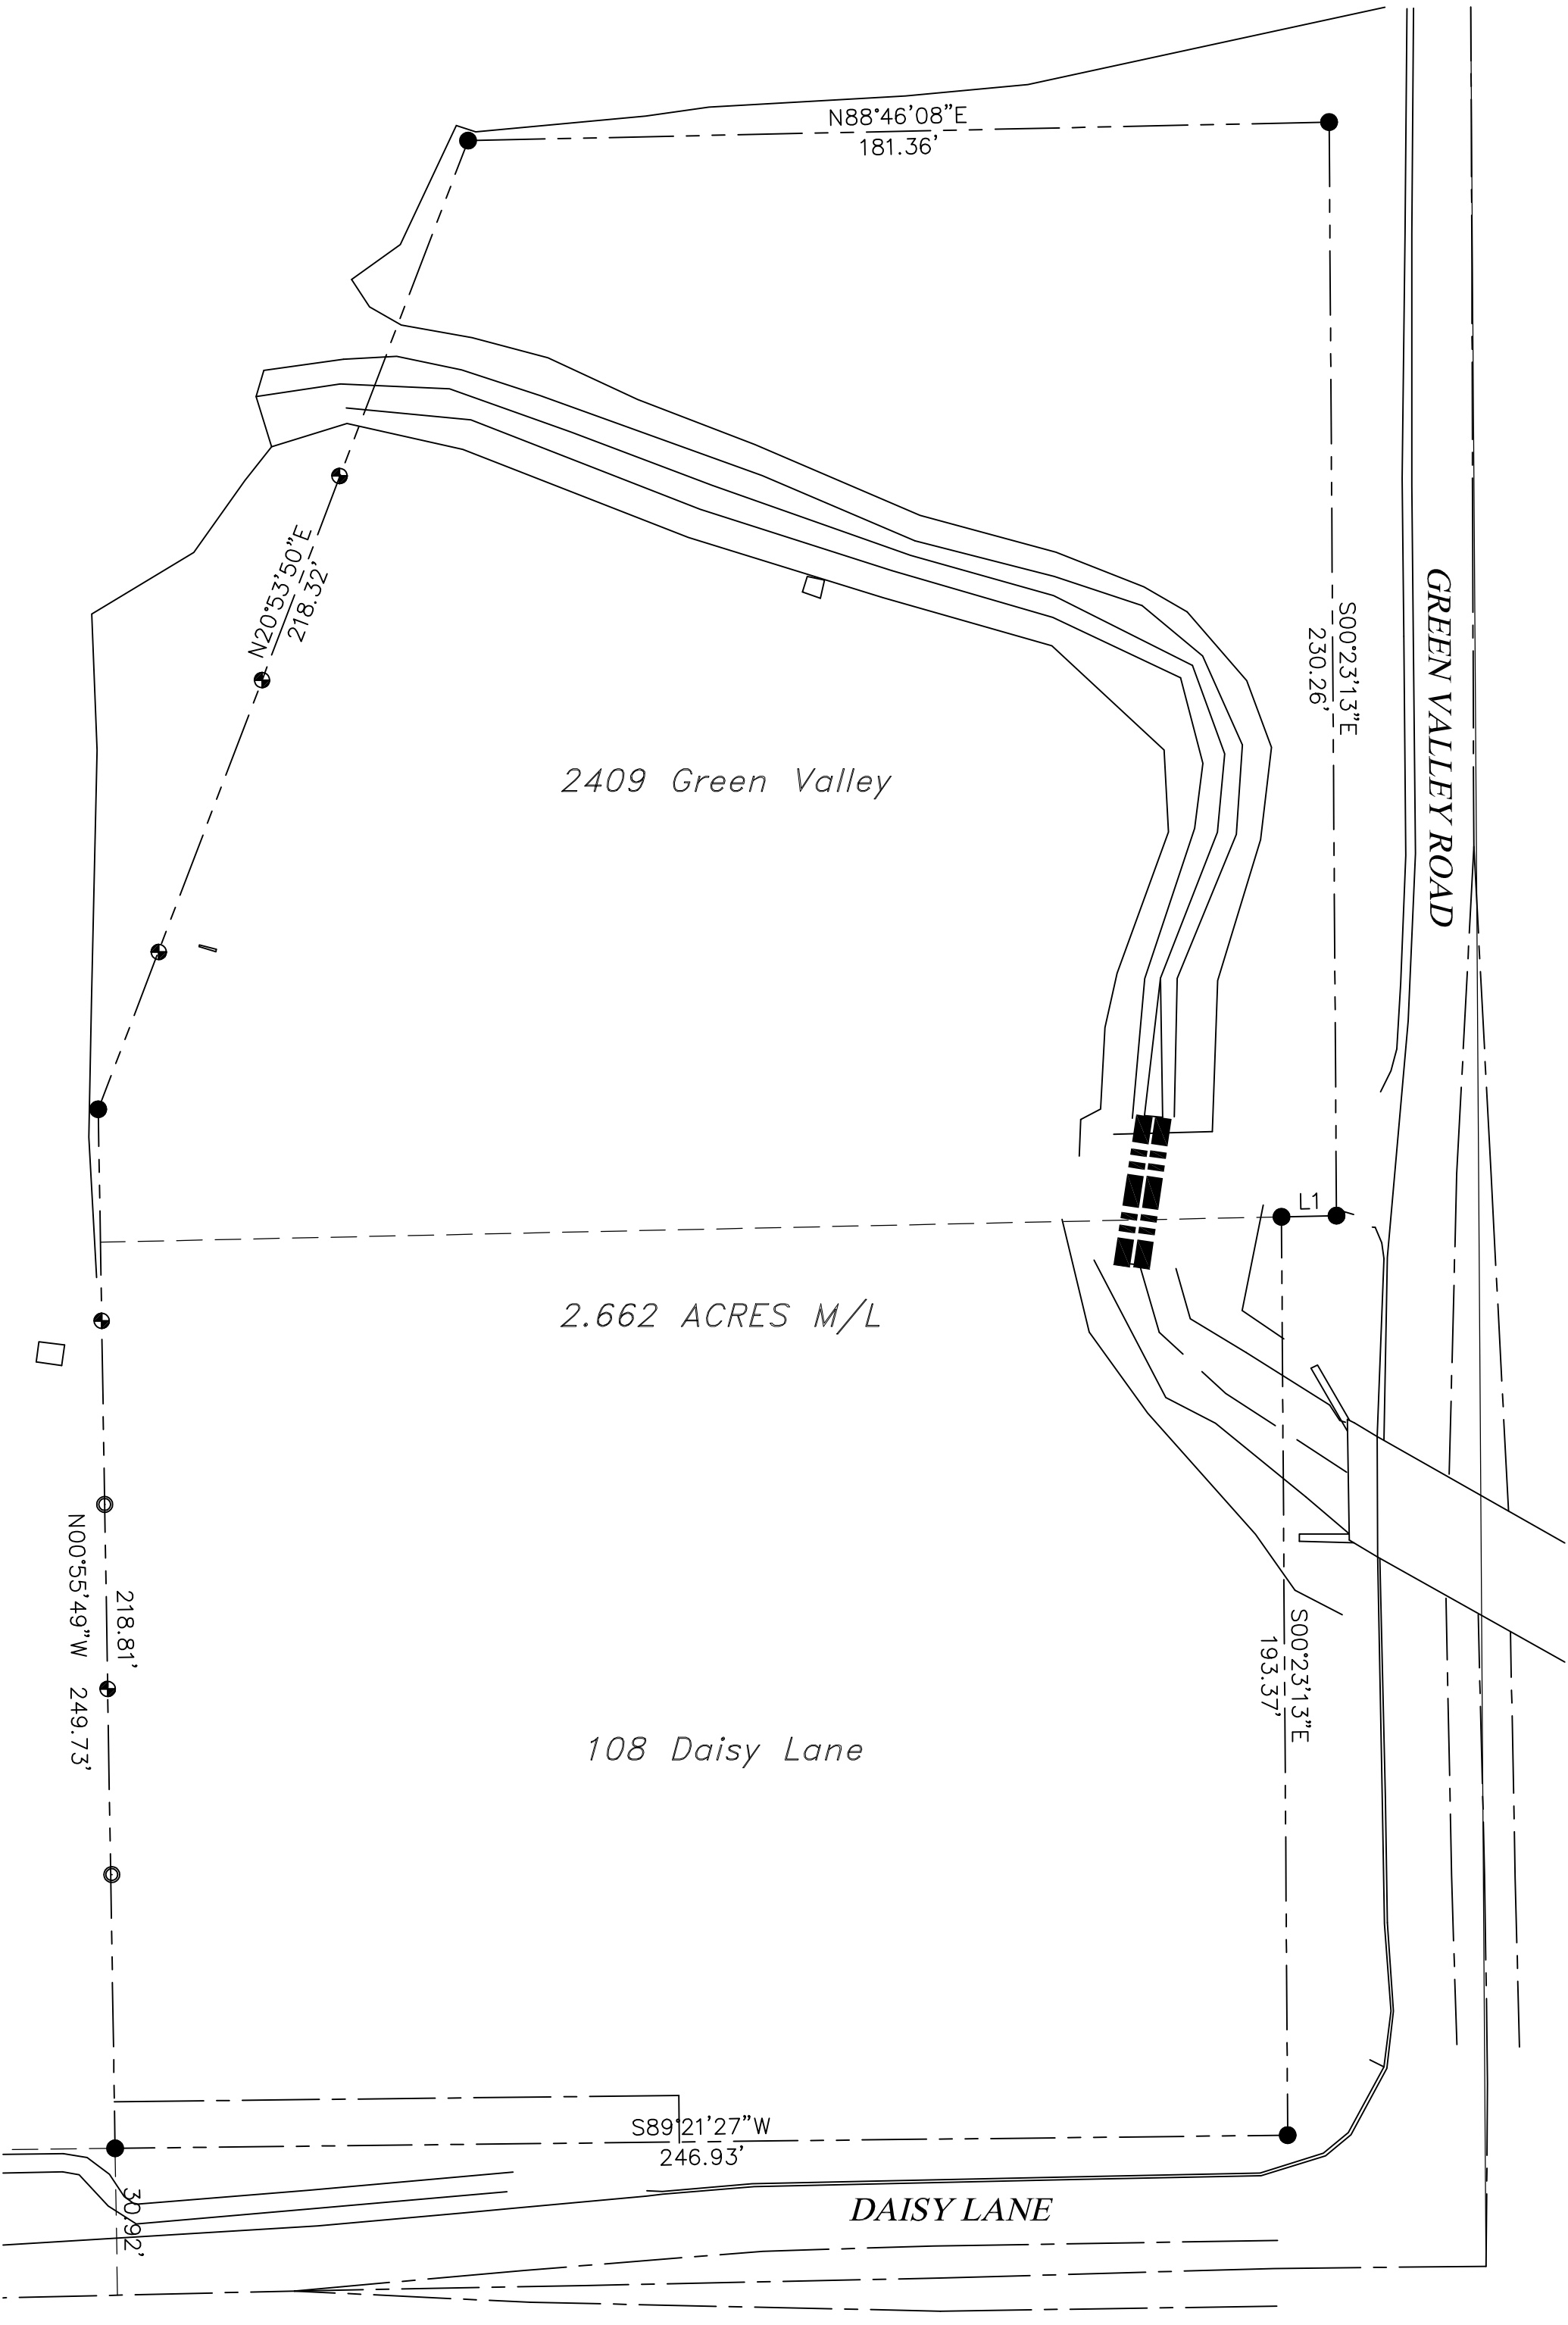 N88°46'08"E
181.36'
N20°53'50"E
218.32'
S00°23'13"E
230.26'
GREEN VALLEY ROAD
2409 Green Valley
L1
2.662 ACRES M/L
218.81'
N00°55'49"W 249.73'
S00°23'13"E
193.37'
108 Daisy Lane
S89°21'27"W
246.93'
30.92'
DAISY LANE